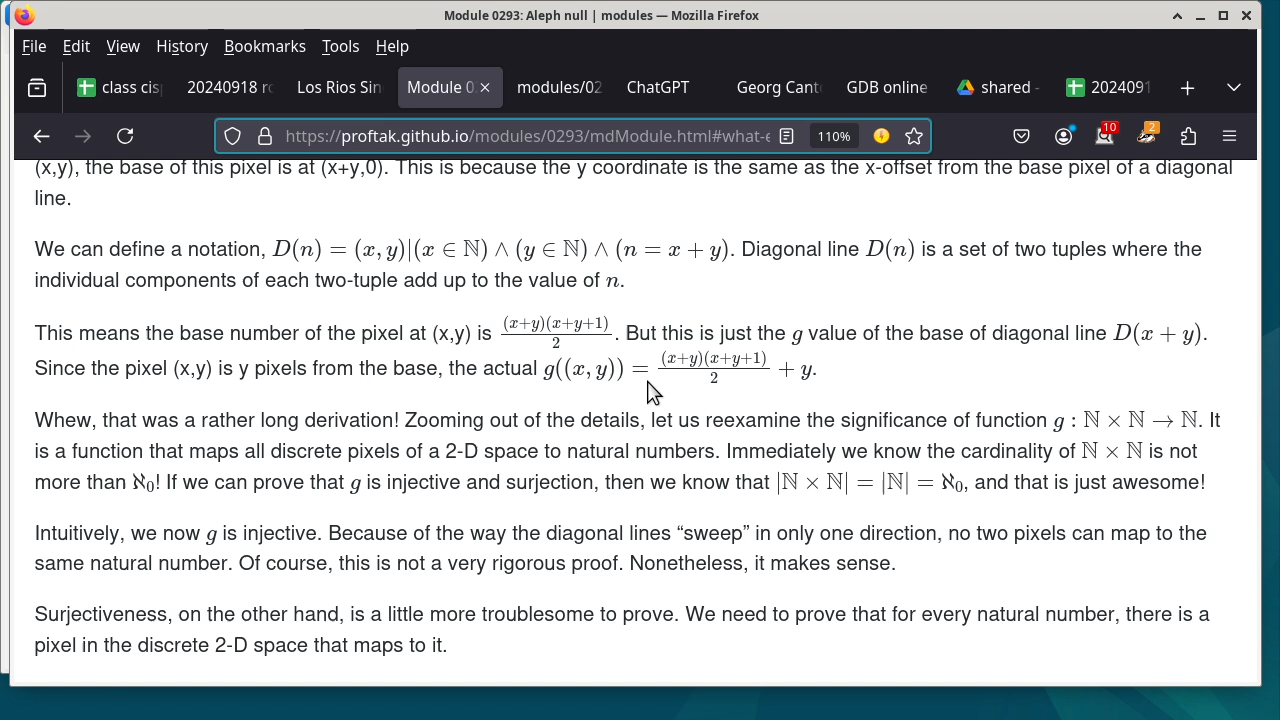 Module 0293: Aleph null | modules — Mozilla Firefox
File Edit View History Bookmarks Tools Help
class cis 20240918 ro Los Rios Sin Module 0 modules/02 ChatGPT Georg Cant GDB online shared - 202409
https://proftak.github.io/modules/0293/mdModule.html#what-e 110% 10 2
(x,y), the base of this pixel is at (x+y,0). This is because the y coordinate is the same as the x-offset from the base pixel of a diagonal
line.
We can define a notation, D(n) = (x, y)|(x ∈ ℕ) ∧ (y ∈ ℕ) ∧ (n = x + y). Diagonal line D(n) is a set of two tuples where the
individual components of each two-tuple add up to the value of n.
This means the base number of the pixel at (x,y) is (x+y)(x+y+1)/2. But this is just the g value of the base of diagonal line D(x + y).
Since the pixel (x,y) is y pixels from the base, the actual g((x, y)) = (x+y)(x+y+1)/2 + y.
Whew, that was a rather long derivation! Zooming out of the details, let us reexamine the significance of function g : ℕ × ℕ → ℕ. It
is a function that maps all discrete pixels of a 2-D space to natural numbers. Immediately we know the cardinality of ℕ × ℕ is not
more than ℵ₀! If we can prove that g is injective and surjection, then we know that |ℕ × ℕ| = |ℕ| = ℵ₀, and that is just awesome!
Intuitively, we now g is injective. Because of the way the diagonal lines “sweep” in only one direction, no two pixels can map to the
same natural number. Of course, this is not a very rigorous proof. Nonetheless, it makes sense.
Surjectiveness, on the other hand, is a little more troublesome to prove. We need to prove that for every natural number, there is a
pixel in the discrete 2-D space that maps to it.